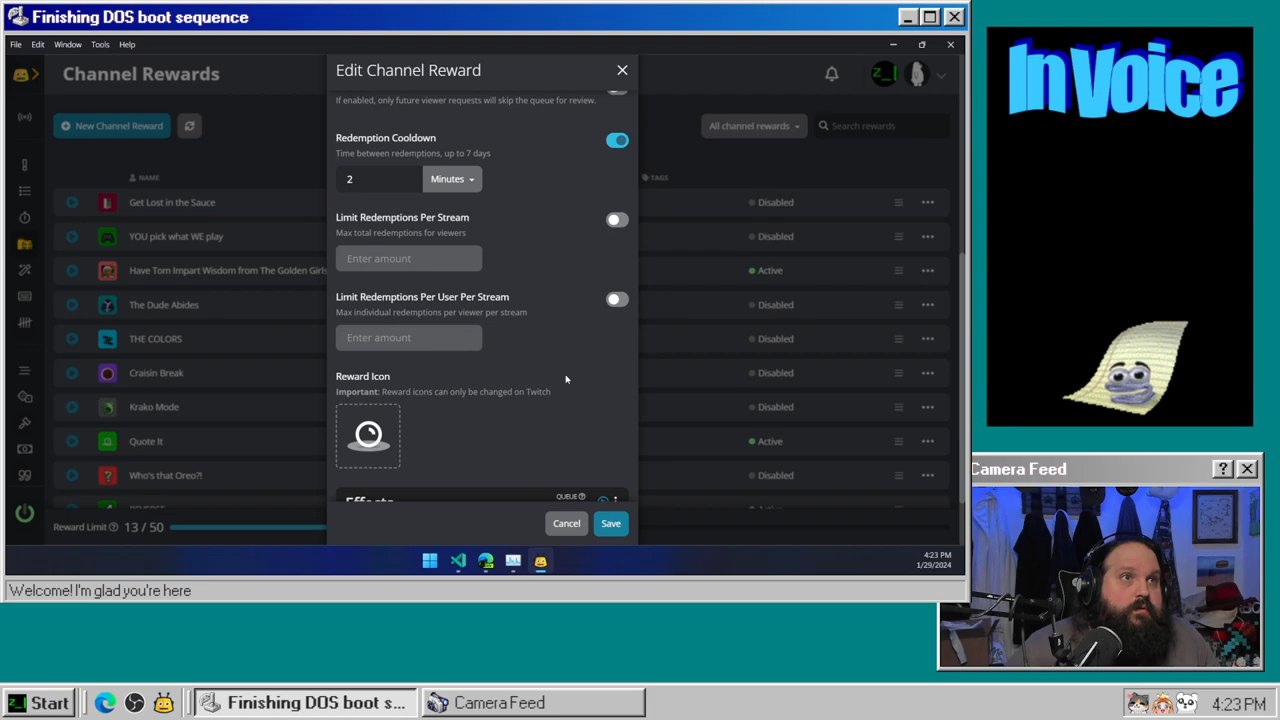 Finishing DOS boot sequence
InVoice
File Edit Window Tools Help
Channel Rewards
Edit Channel Reward
If enabled, only future viewer requests will skip the queue for review.
New Channel Reward
All channel rewards
Search rewards
Redemption Cooldown
Time between redemptions, up to 7 days
2 Minutes
NAME
TAGS
Get Lost in the Sauce
Disabled
Limit Redemptions Per Stream
Max total redemptions for viewers
YOU pick what WE play
Disabled
Enter amount
Have Tom Impart Wisdom from The Golden Girls
Active
Limit Redemptions Per User Per Stream
Max individual redemptions per viewer per stream
The Dude Abides
Disabled
Enter amount
THE COLORS
Disabled
Reward Icon
Important: Reward icons can only be changed on Twitch
Craisin Break
Disabled
Krako Mode
Disabled
Quote It
Active
Who's that Oreo?!
Disabled
Effects
QUEUE
Reward Limit 13 / 50
Cancel
Save
4:23 PM
1/29/2024
Welcome! I'm glad you're here
Camera Feed
z_l Start
Finishing DOS boot s...
Camera Feed
4:23 PM